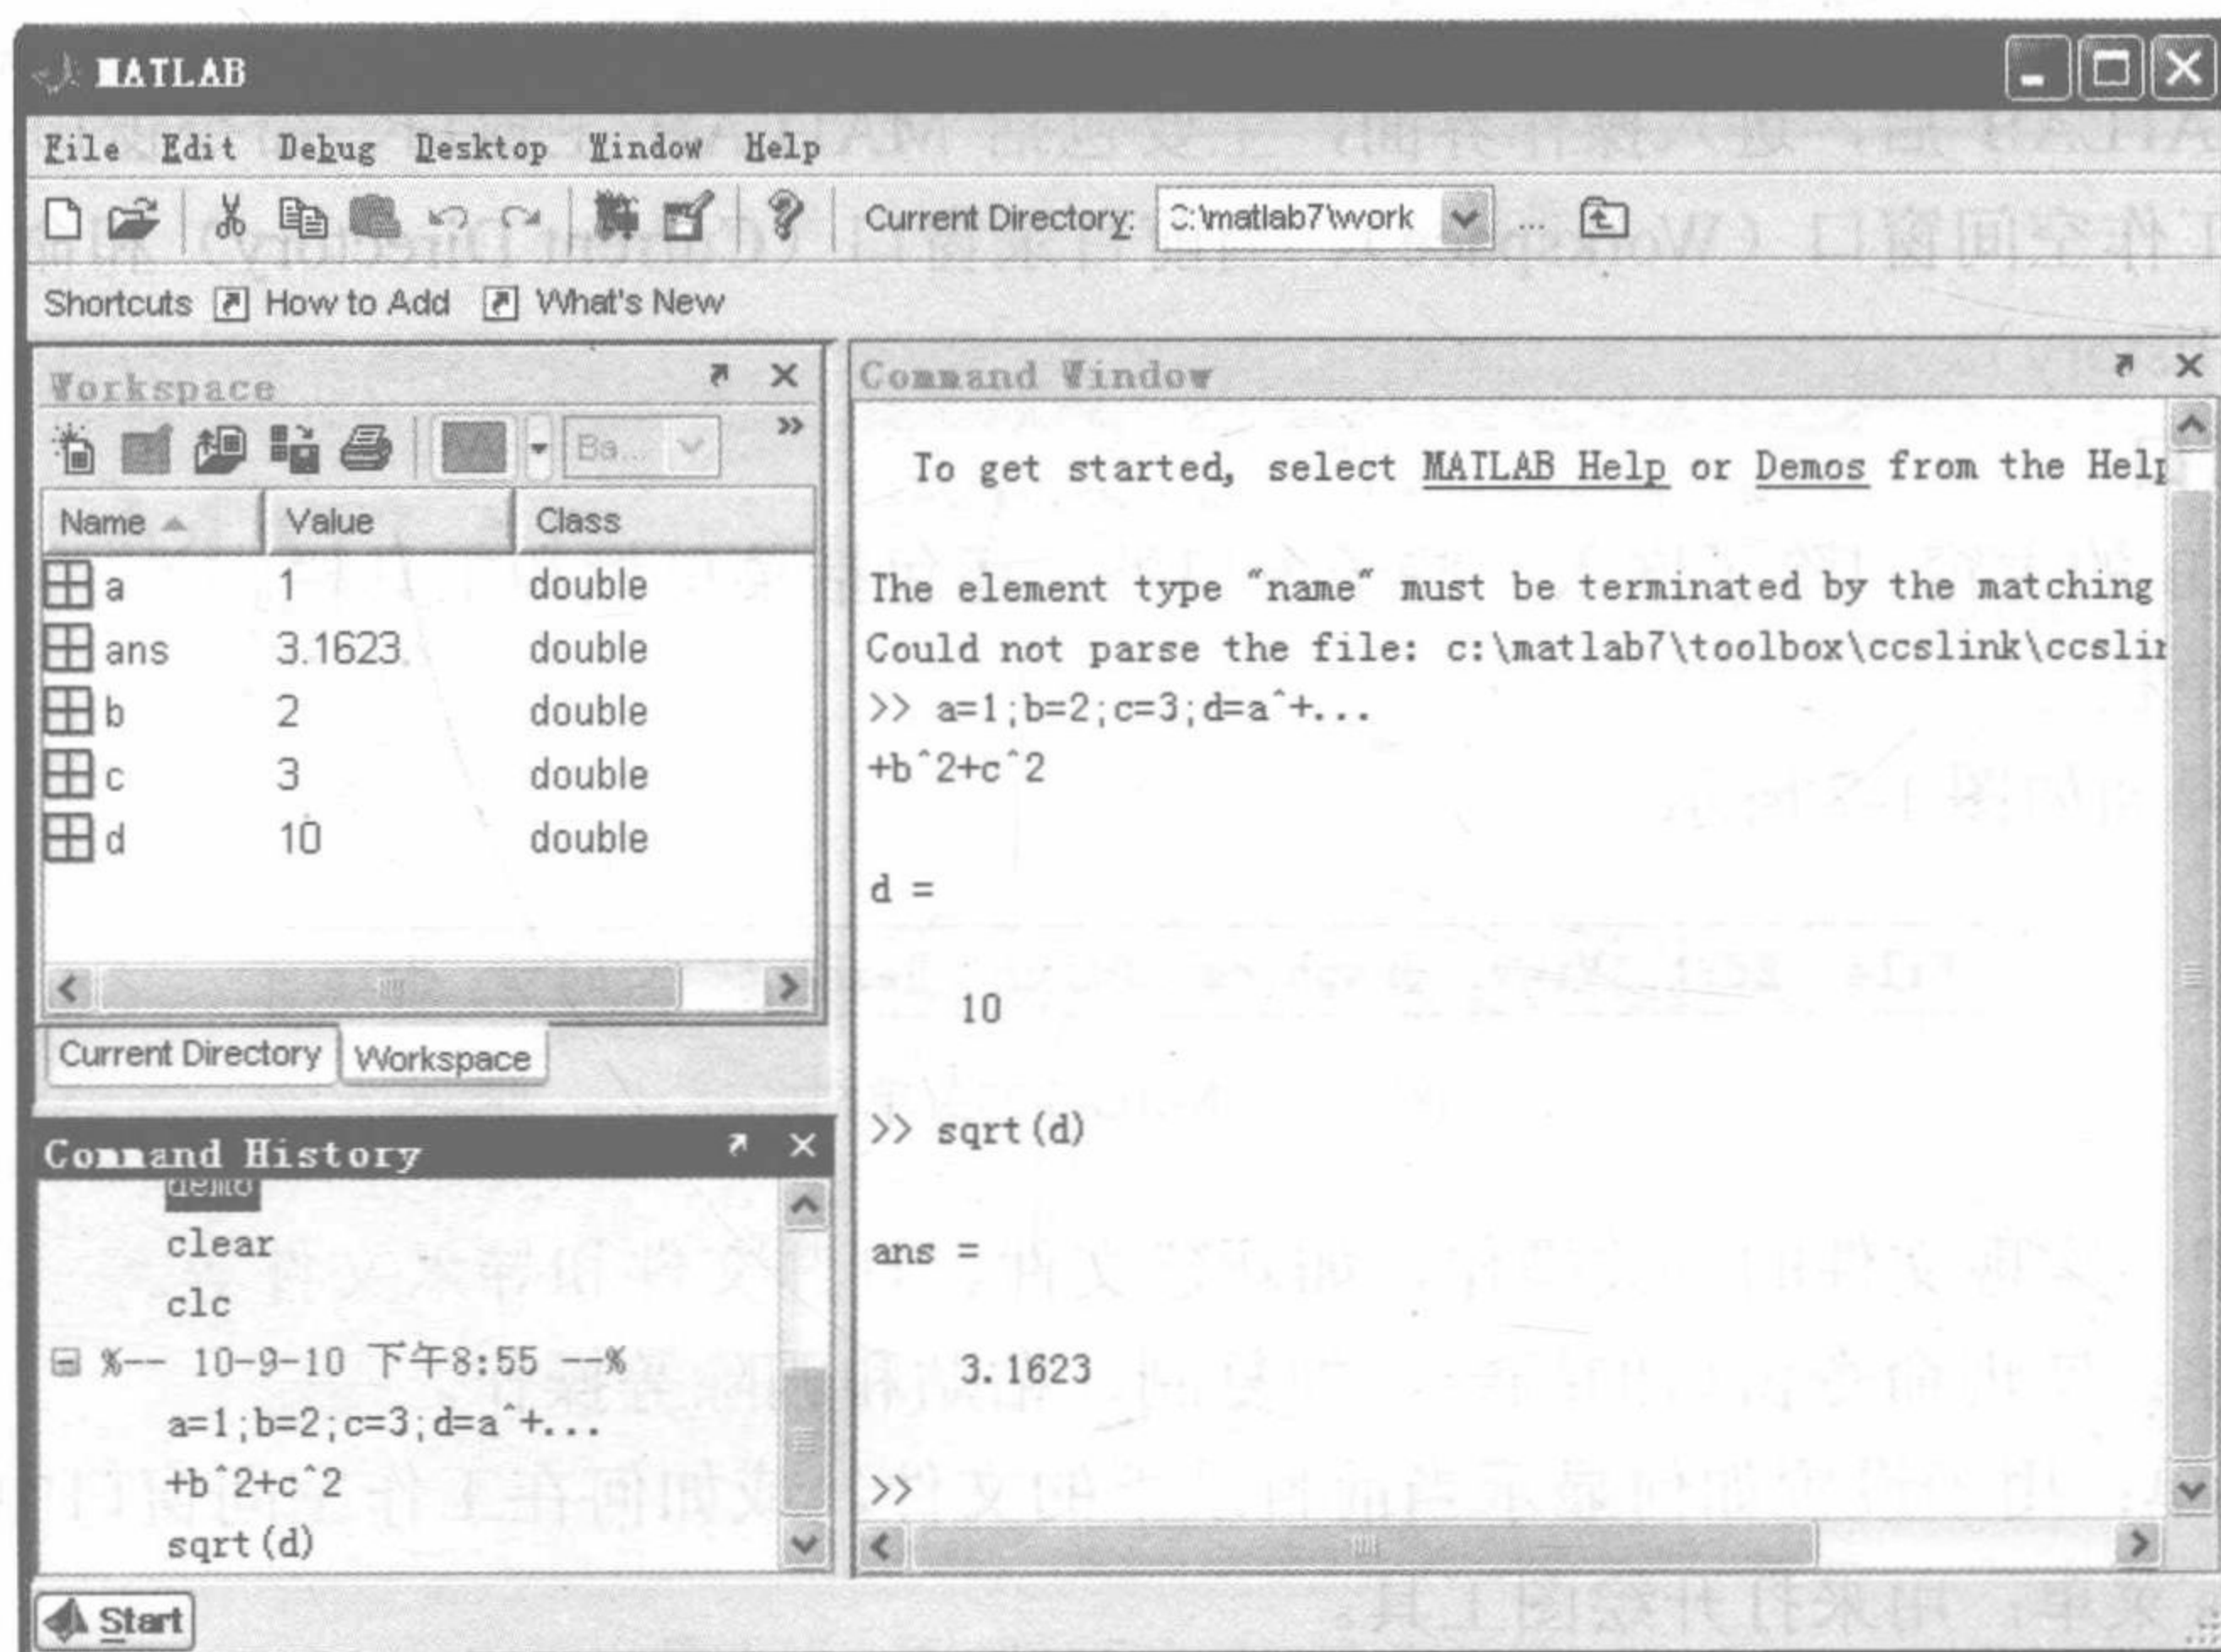 MATLAB
File Edit Debug Desktop Window Help
Current Directory: C:\matlab7\work ...
Shortcuts How to Add What's New
Workspace
Ba...
Name Value Class
a 1 double
ans 3.1623 double
b 2 double
c 3 double
d 10 double
Current Directory Workspace
Command History
demo
clear
clc
%-- 10-9-10 下午8:55 --%
a=1;b=2;c=3;d=a^+...
+b^2+c^2
sqrt(d)
Start
Command Window
To get started, select MATLAB Help or Demos from the Help
The element type "name" must be terminated by the matching
Could not parse the file: c:\matlab7\toolbox\ccslink\ccslin
>> a=1;b=2;c=3;d=a^+...
+b^2+c^2
d =
10
>> sqrt(d)
ans =
3.1623
>>